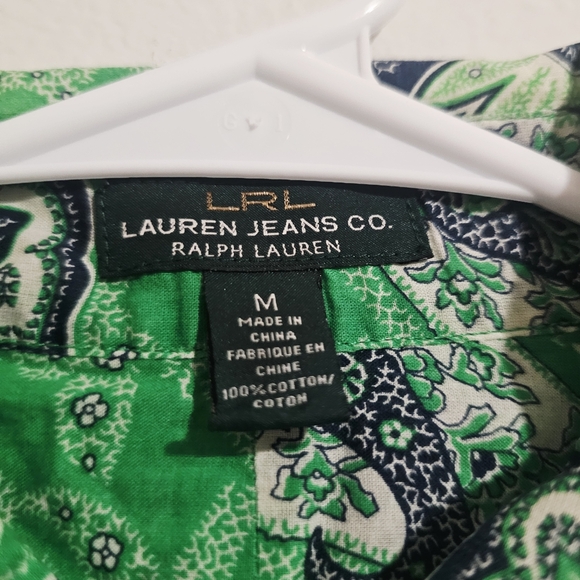 LRL
LAUREN JEANS CO.
RALPH LAUREN
M
MADE IN
CHINA
FABRIQUE EN
CHINE
100% COTTON/
COTON